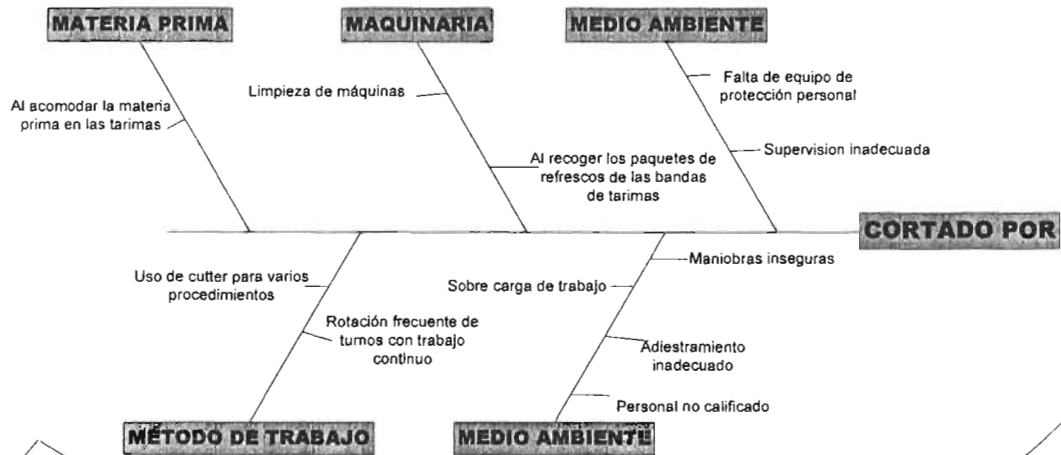 MATERIA PRIMA
MAQUINARIA
MEDIO AMBIENTE
Al acomodar la materia
prima en las tarimas
Limpieza de máquinas
Al recoger los paquetes de
refrescos de las bandas
de tarimas
Falta de equipo de
protección personal
Supervision inadecuada
CORTADO POR
Uso de cutter para varios
procedimientos
Rotación frecuente de
turnos con trabajo
continuo
Maniobras inseguras
Sobre carga de trabajo
Adiestramiento
inadecuado
Personal no calificado
MÉTODO DE TRABAJO
MEDIO AMBIENTE